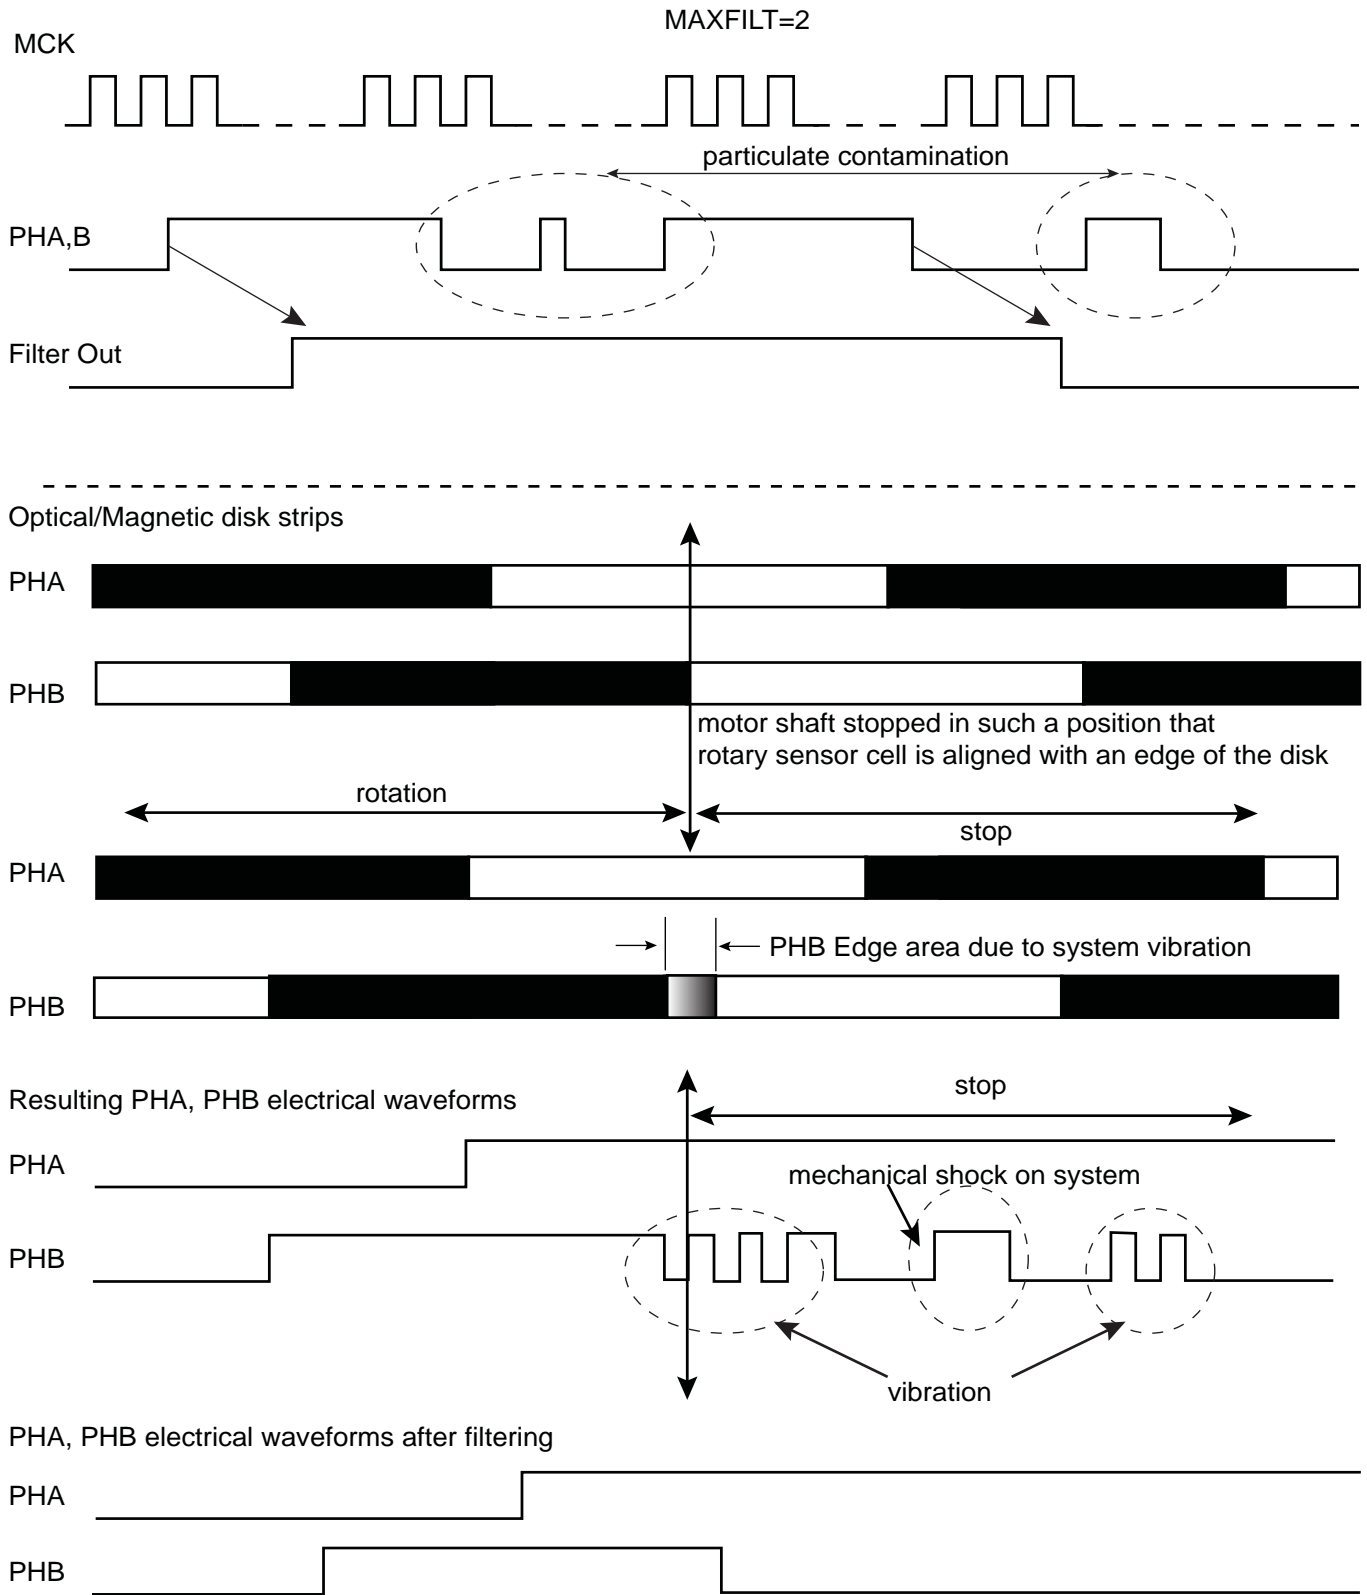 MAXFILT=2
MCK
particulate contamination
PHA,B
Filter Out
Optical/Magnetic disk strips
PHA
PHB
motor shaft stopped in such a position that
rotary sensor cell is aligned with an edge of the disk
rotation
stop
PHA
PHB Edge area due to system vibration
PHB
Resulting PHA, PHB electrical waveforms
stop
PHA
mechanical shock on system
PHB
vibration
PHA, PHB electrical waveforms after filtering
PHA
PHB